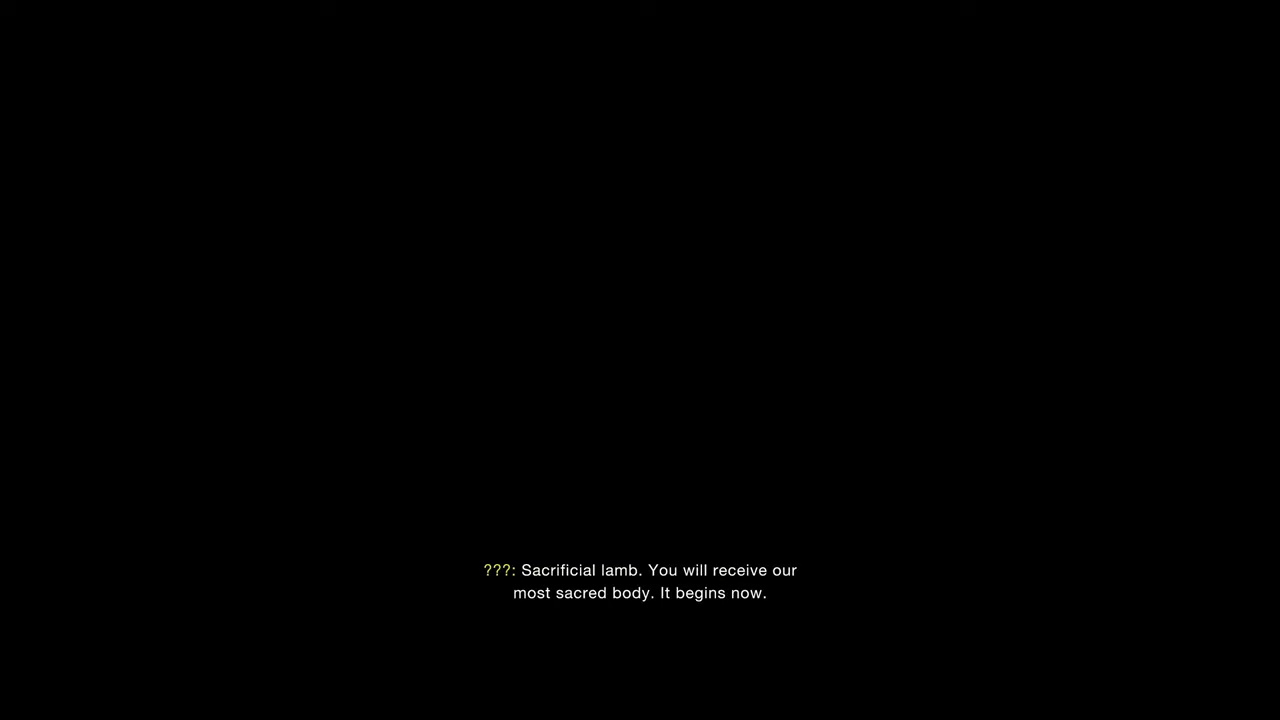 ???: Sacrificial lamb. You will receive our
most sacred body. It begins now.